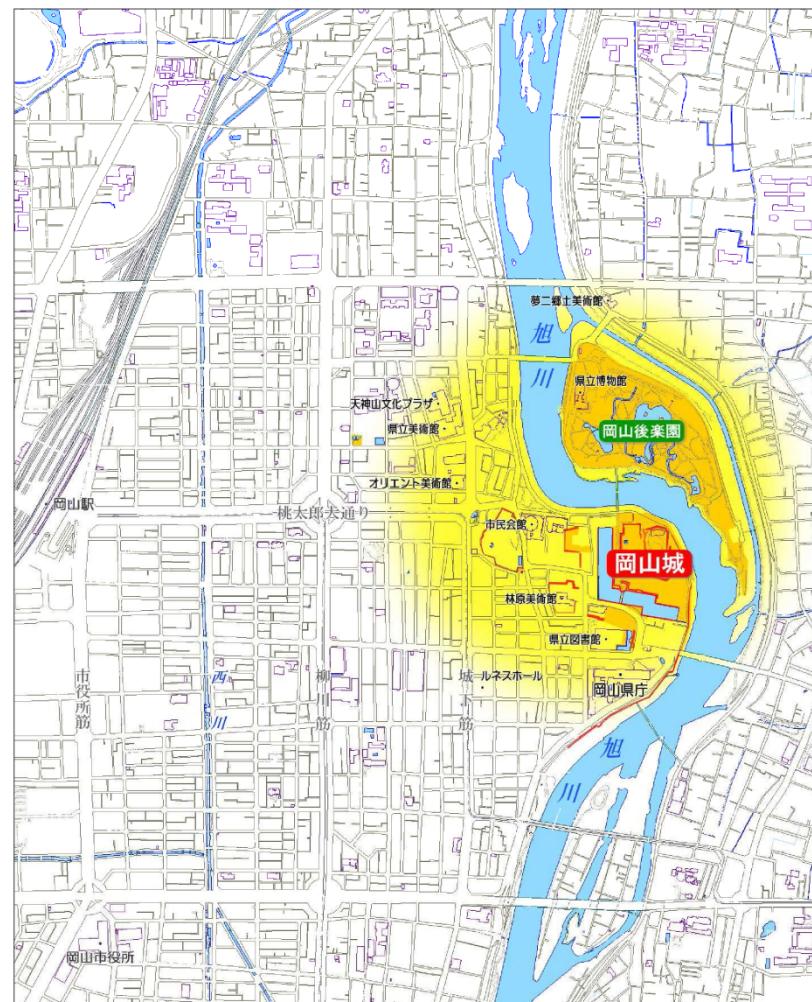 夢二郷土美術館
旭川
県立博物館
天神山文化プラザ
岡山後楽園
県立美術館
オリエント美術館
岡山駅
桃太郎大通り
市民会館
岡山城
林原美術館
県立図書館
市役所筋
西川
柳川筋
城下筋
ルネスホール
岡山県庁
旭川
岡山市役所